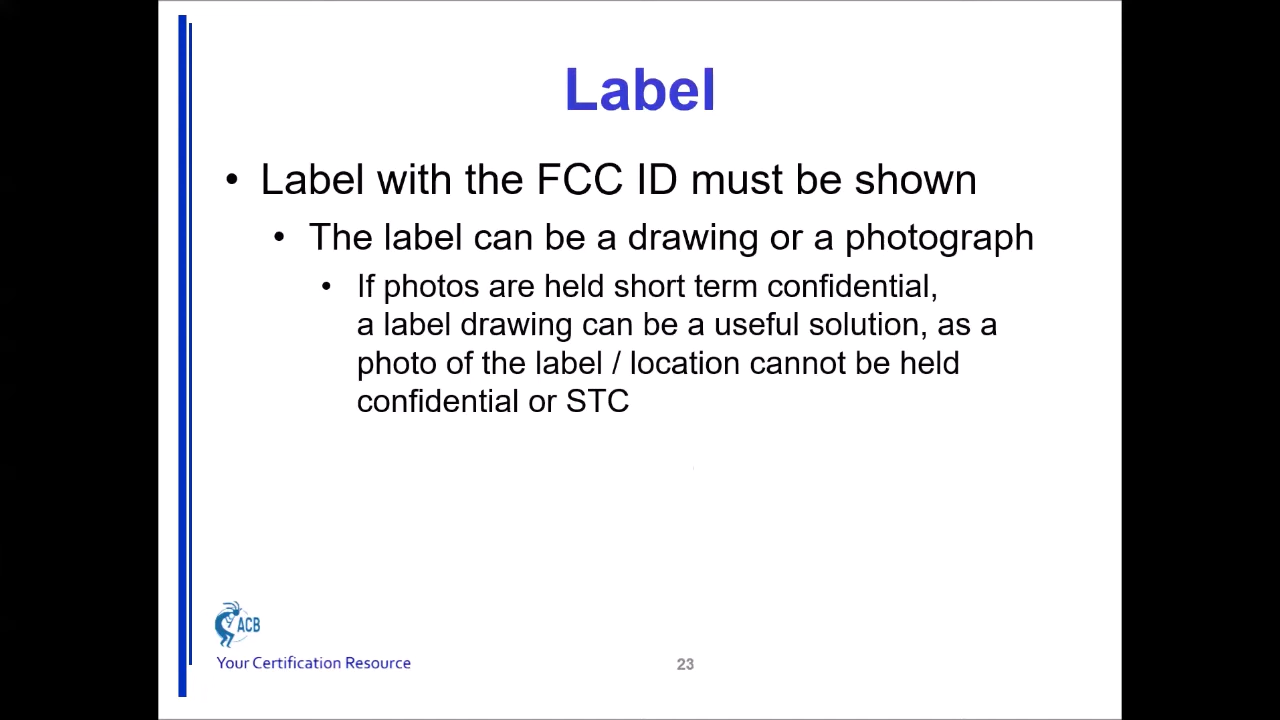 Label
• Label with the FCC ID must be shown
• The label can be a drawing or a photograph
• If photos are held short term confidential,
a label drawing can be a useful solution, as a
photo of the label / location cannot be held
confidential or STC
ACB
Your Certification Resource
23